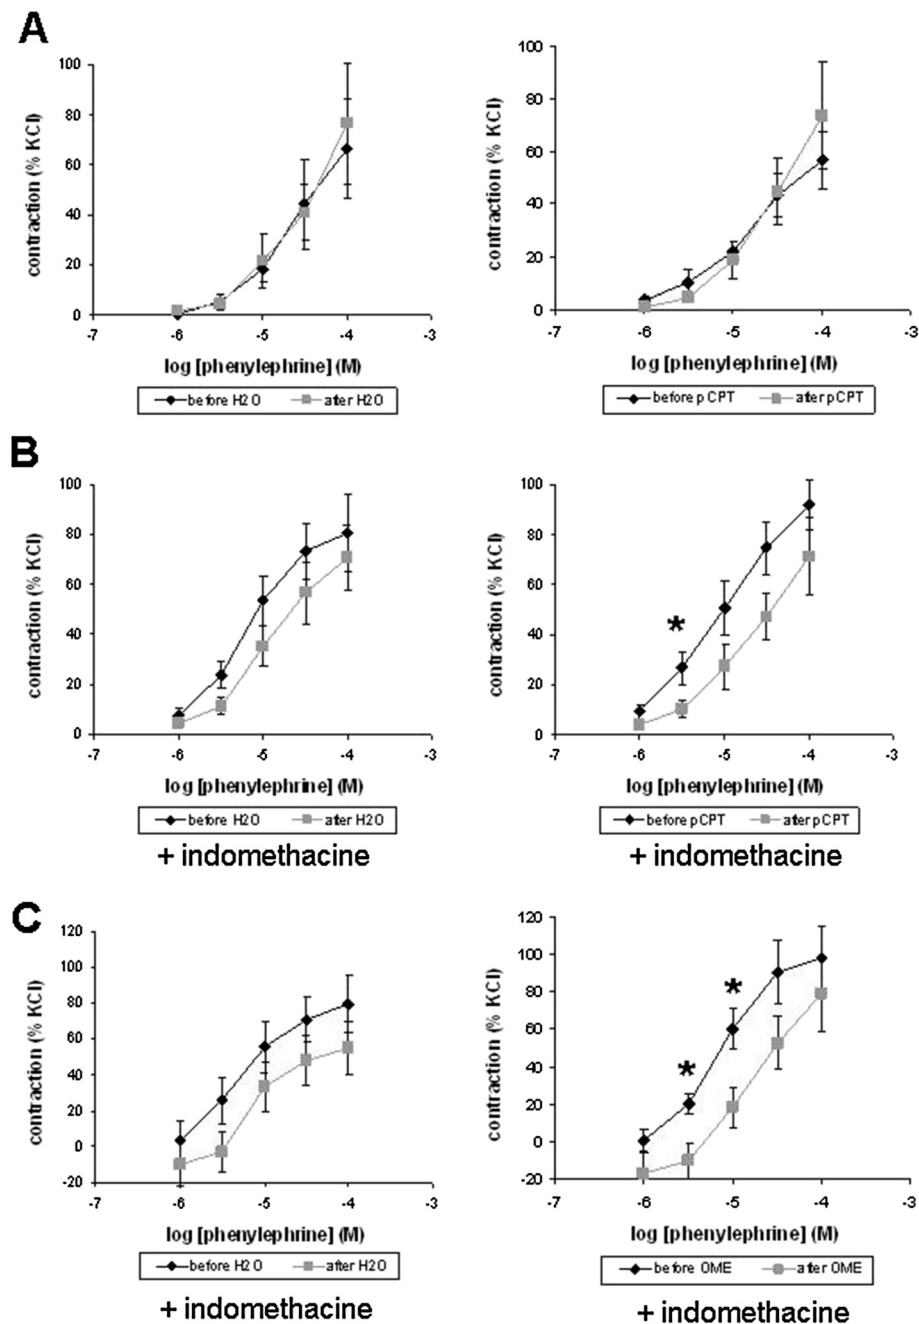 A
100
80
60
40
20
0
contraction (% KCl)
-7 -6 -5 -4 -3
log [phenylephrine] (M)
before H2O after H2O
100
80
60
40
20
0
contraction (% KCl)
-7 -6 -5 -4 -3
log [phenylephrine] (M)
before pCPT after pCPT
B
100
80
60
40
20
0
contraction (% KCl)
-7 -6 -5 -4 -3
log [phenylephrine] (M)
before H2O after H2O
+ indomethacine
100
80
60
40
20
0
contraction (% KCl)
*
-7 -6 -5 -4 -3
log [phenylephrine] (M)
before pCPT after pCPT
+ indomethacine
C
120
100
80
60
40
20
0
-20
contraction (% KCl)
-7 -6 -5 -4 -3
log [phenylephrine] (M)
before H2O after H2O
+ indomethacine
120
100
80
60
40
20
0
-20
contraction (% KCl)
*
*
-7 -6 -5 -4 -3
log [phenylephrine] (M)
before OME after OME
+ indomethacine